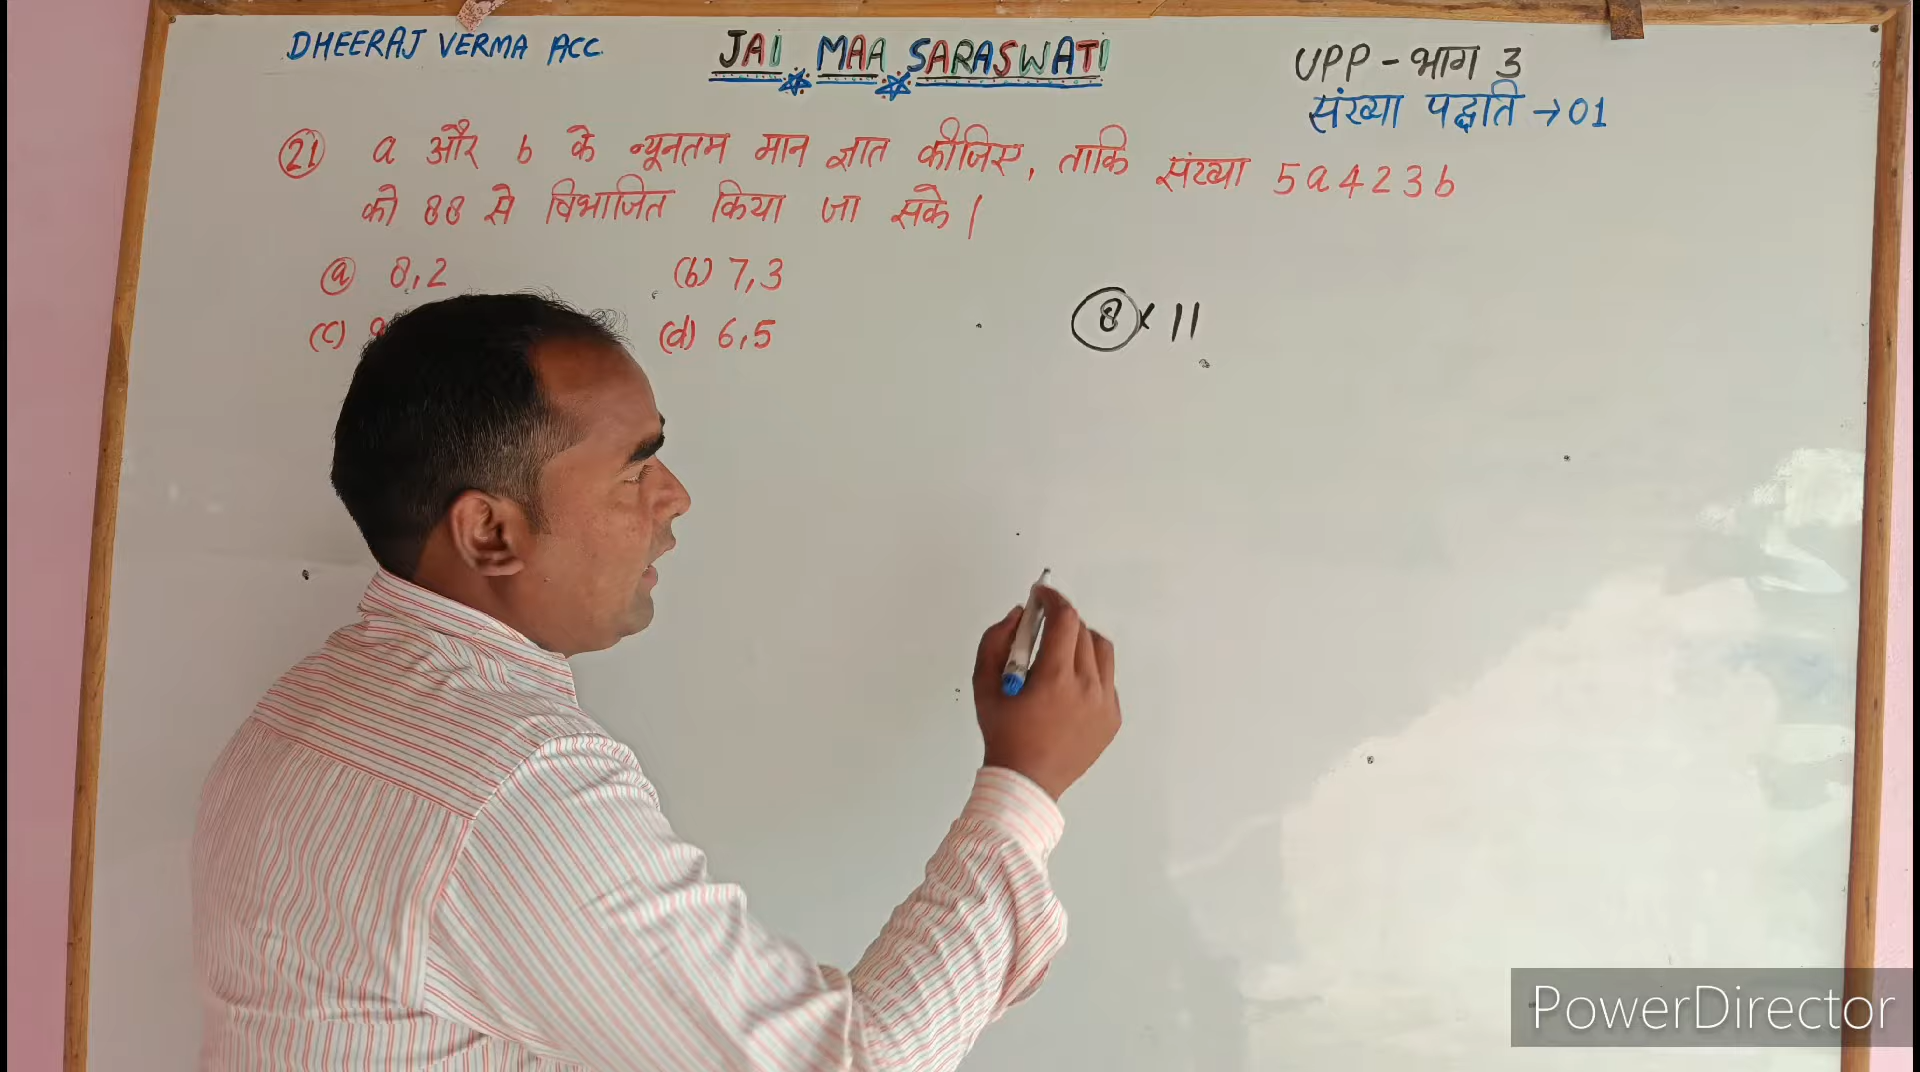 DHEERAJ VERMA ACC
JAI MAA SARASWATI
UPP - भाग 3
संख्या पद्धति → 01
(21) a और b के न्यूनतम मान ज्ञात कीजिए, ताकि संख्या 5a423b
को 88 से विभाजित किया जा सके।
(a) 8,2
(b) 7,3
(c)
(d) 6,5
8 × 11
PowerDirector